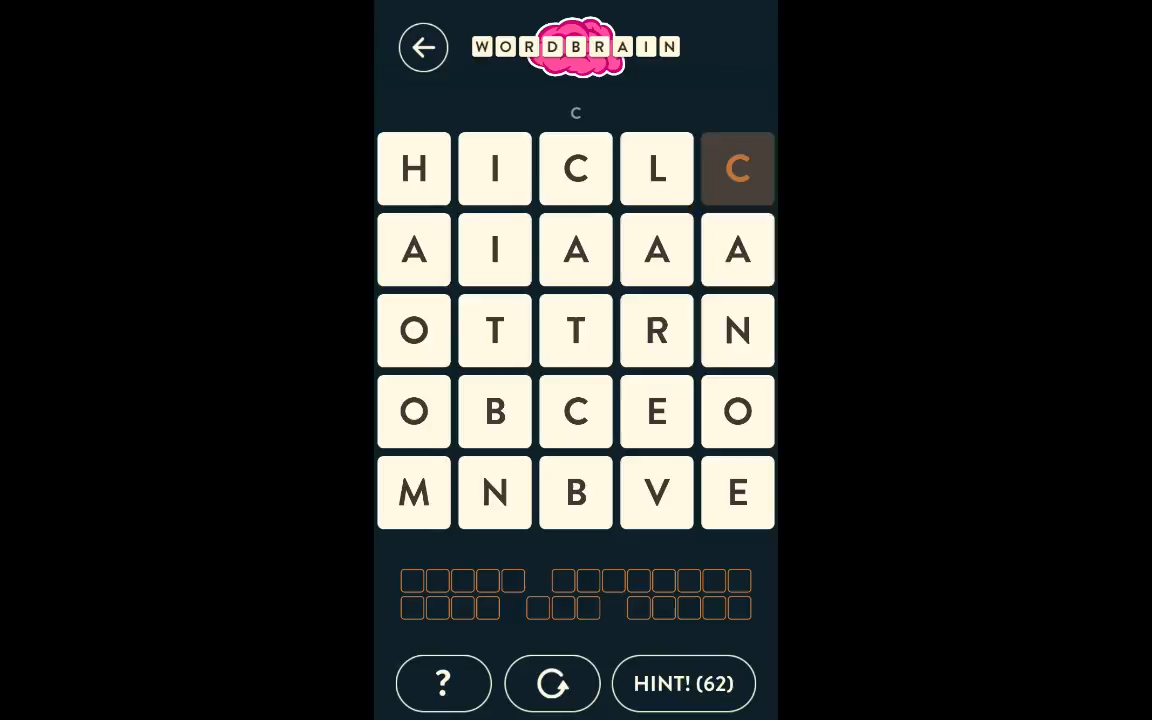 WORDBRAIN
C
H I C L C
A I A A A
O T T R N
O B C E O
M N B V E
? HINT! (62)